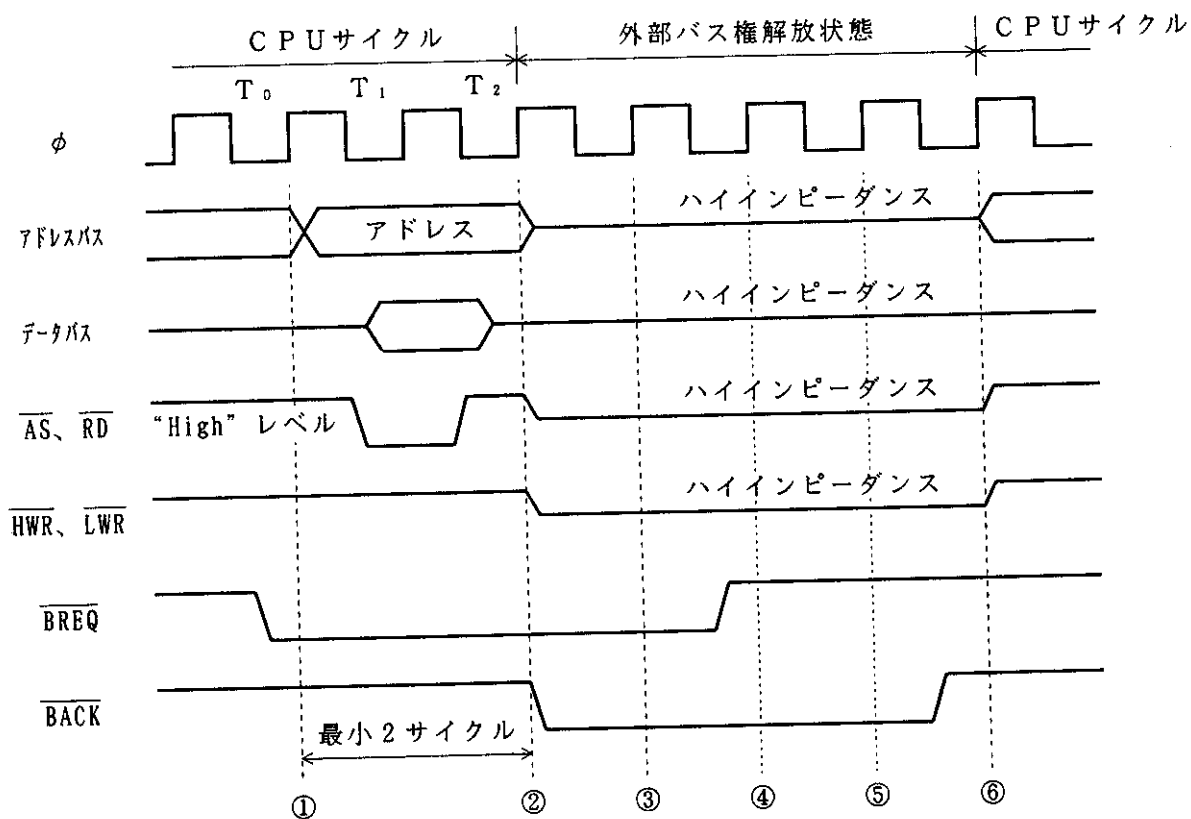 CPUサイクル 外部バス権解放状態 CPUサイクル
T₀ T₁ T₂
φ
アドレスバス アドレス ハイインピーダンス
データバス ハイインピーダンス
AS、RD "High" レベル ハイインピーダンス
HWR、LWR ハイインピーダンス
BREQ
BACK
最小2サイクル
① ② ③ ④ ⑤ ⑥